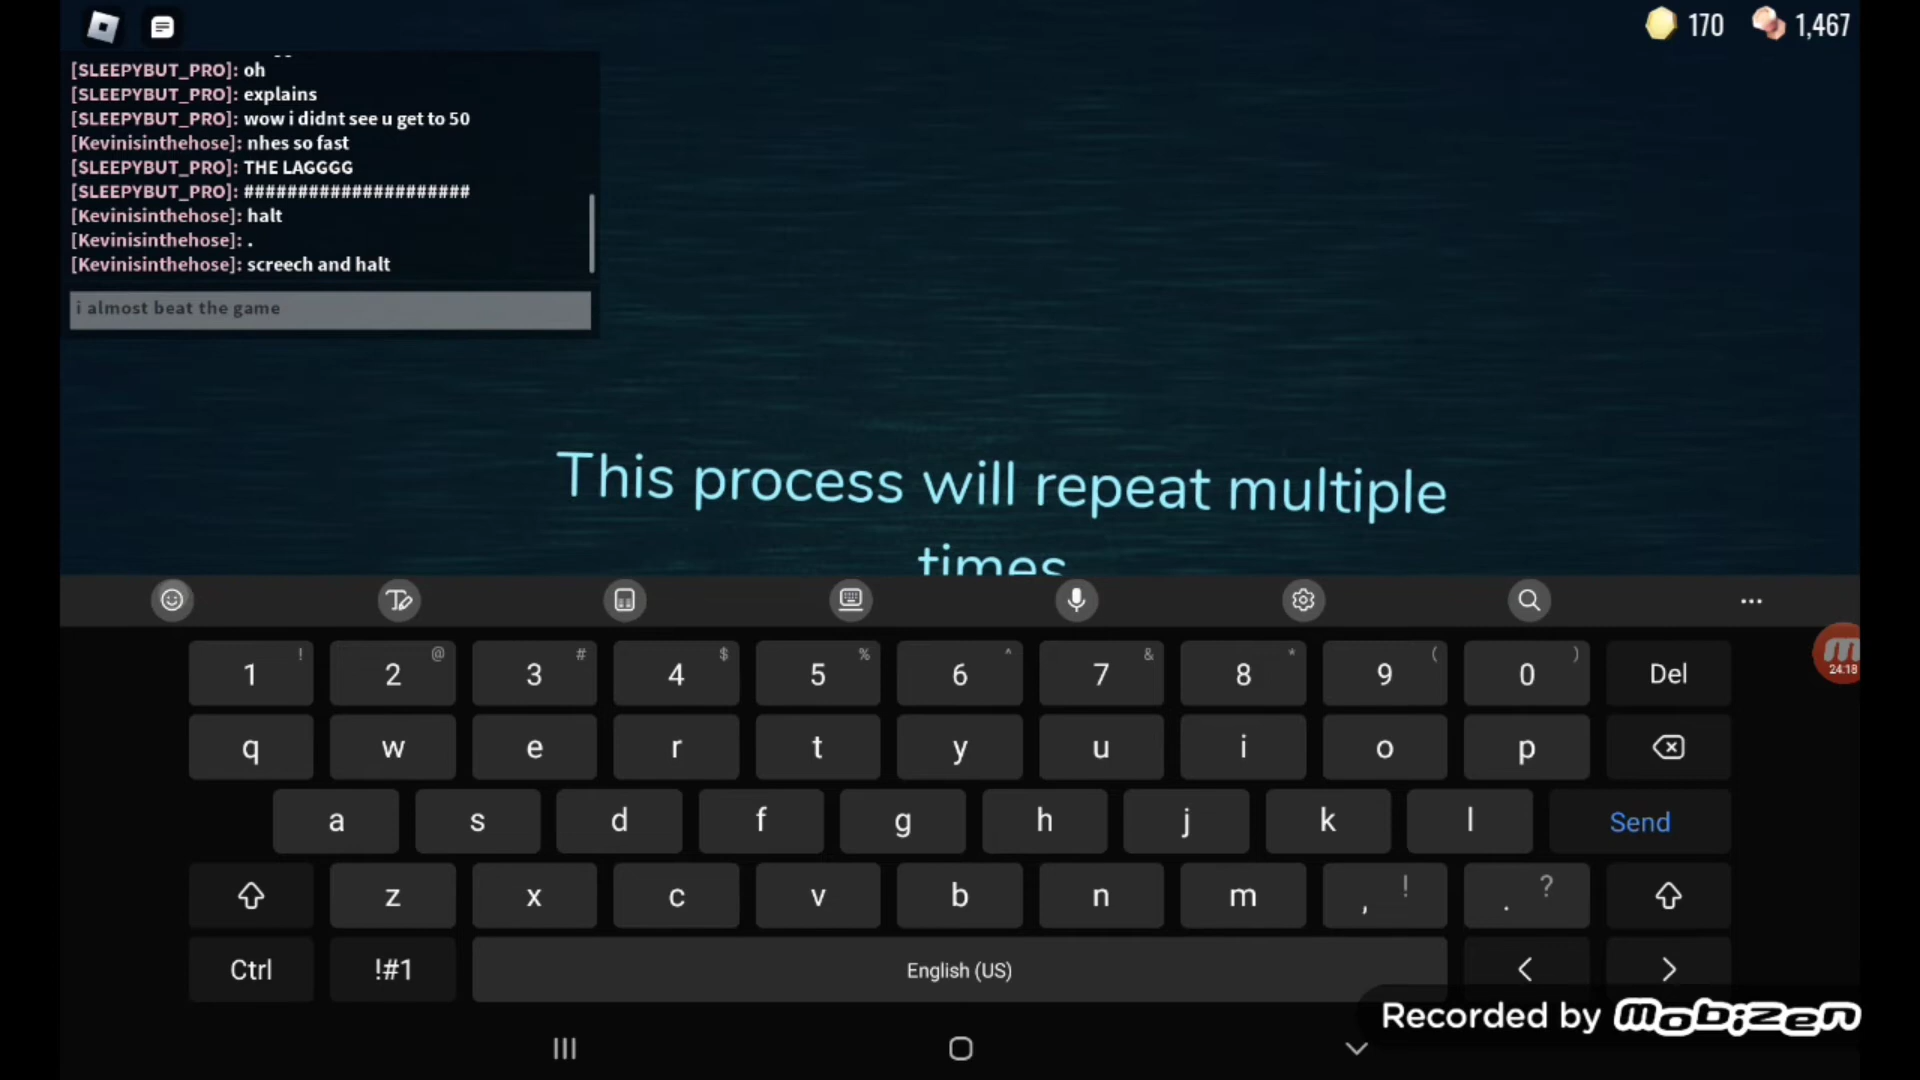 170 1,467
[SLEEPYBUT_PRO]: oh
[SLEEPYBUT_PRO]: explains
[SLEEPYBUT_PRO]: wow i didnt see u get to 50
[Kevinisinthehose]: nhes so fast
[SLEEPYBUT_PRO]: THE LAGGGG
[SLEEPYBUT_PRO]: #####################
[Kevinisinthehose]: halt
[Kevinisinthehose]: .
[Kevinisinthehose]: screech and halt
i almost beat the game
This process will repeat multiple
times
1 ! 2 @ 3 # 4 $ 5 % 6 ^ 7 & 8 * 9 ( 0 ) Del
24:18
q w e r t y u i o p
a s d f g h j k l Send
z x c v b n m , ! . ?
Ctrl !#1 English (US) < >
Recorded by mobizen